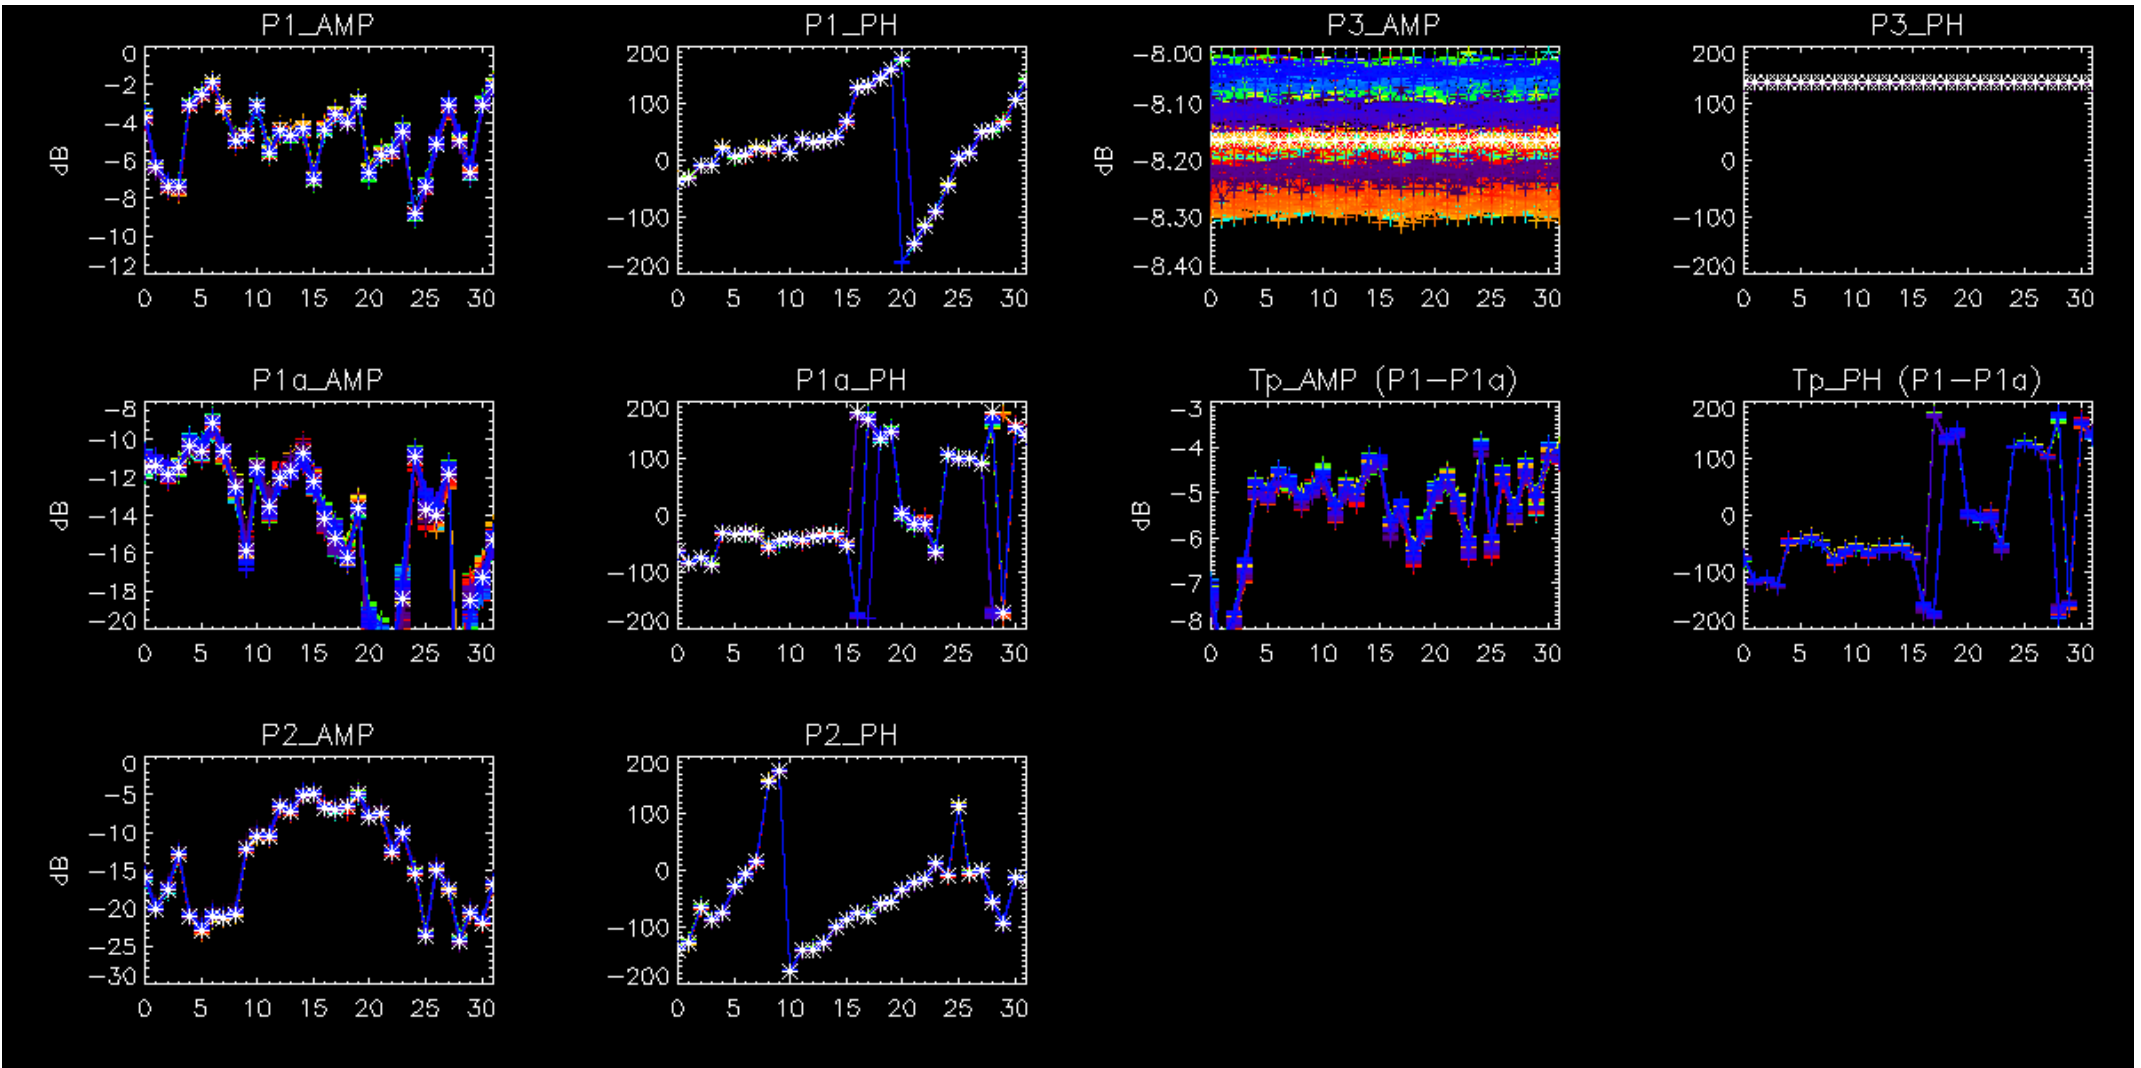 P1_AMP
dB
0
−2
−4
−6
−8
−10
−12
0 5 10 15 20 25 30
P1_PH
200
100
0
−100
−200
0 5 10 15 20 25 30
P3_AMP
dB
−8.00
−8.10
−8.20
−8.30
−8.40
0 5 10 15 20 25 30
P3_PH
200
100
0
−100
−200
0 5 10 15 20 25 30
P1a_AMP
dB
−8
−10
−12
−14
−16
−18
−20
0 5 10 15 20 25 30
P1a_PH
200
100
0
−100
−200
0 5 10 15 20 25 30
Tp_AMP (P1−P1a)
dB
−3
−4
−5
−6
−7
−8
0 5 10 15 20 25 30
Tp_PH (P1−P1a)
200
100
0
−100
−200
0 5 10 15 20 25 30
P2_AMP
dB
0
−5
−10
−15
−20
−25
−30
0 5 10 15 20 25 30
P2_PH
200
100
0
−100
−200
0 5 10 15 20 25 30